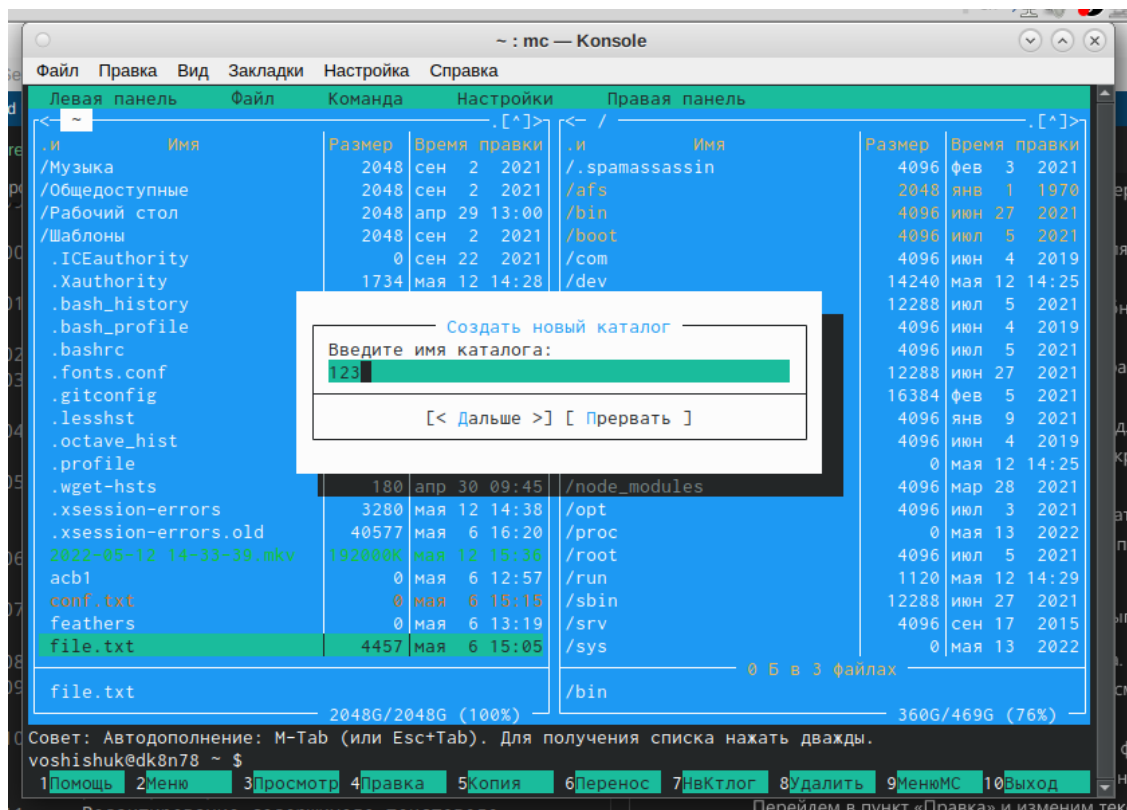 ~ : mc — Konsole
Файл Правка Вид Закладки Настройка Справка
Левая панель Файл Команда Настройки Правая панель
<─ ~ .[^]> <─ / .[^]>
.и Имя Размер Время правки .и Имя Размер Время правки
/Музыка 2048 сен 2 2021 /.spamassassin 4096 фев 3 2021
/Общедоступные 2048 сен 2 2021 /afs 2048 янв 1 1970
/Рабочий стол 2048 апр 29 13:00 /bin 4096 июн 27 2021
/Шаблоны 2048 сен 2 2021 /boot 4096 июл 5 2021
.ICEauthority 0 сен 22 2021 /com 4096 июн 4 2019
.Xauthority 1734 мая 12 14:28 /dev 14240 мая 12 14:25
.bash_history 12288 июл 5 2021
.bash_profile Создать новый каталог 4096 июн 4 2019
.bashrc Введите имя каталога: 4096 июл 5 2021
.fonts.conf 123 12288 июн 27 2021
.gitconfig 16384 фев 5 2021
.lesshst [< Дальше >] [ Прервать ] 4096 янв 9 2021
.octave_hist 4096 июн 4 2019
.profile 0 мая 12 14:25
.wget-hsts 180 апр 30 09:45 /node_modules 4096 мар 28 2021
.xsession-errors 3280 мая 12 14:38 /opt 4096 июл 3 2021
.xsession-errors.old 40577 мая 6 16:20 /proc 0 мая 13 2022
2022-05-12 14-33-39.mkv 192000K мая 12 15:36 /root 4096 июл 5 2021
acb1 0 мая 6 12:57 /run 1120 мая 12 14:29
conf.txt 0 мая 6 15:15 /sbin 12288 июн 27 2021
feathers 0 мая 6 13:19 /srv 4096 сен 17 2015
file.txt 4457 мая 6 15:05 /sys 0 мая 13 2022
0 Б в 3 файлах
file.txt /bin
2048G/2048G (100%) 360G/469G (76%)
Совет: Автодополнение: M-Tab (или Esc+Tab). Для получения списка нажать дважды.
voshishuk@dk8n78 ~ $
1Помощь 2Меню 3Просмотр 4Правка 5Копия 6Перенос 7НвКтлог 8Удалить 9МенюМС 10Выход
Перейдем в пункт «Правка» и изменим